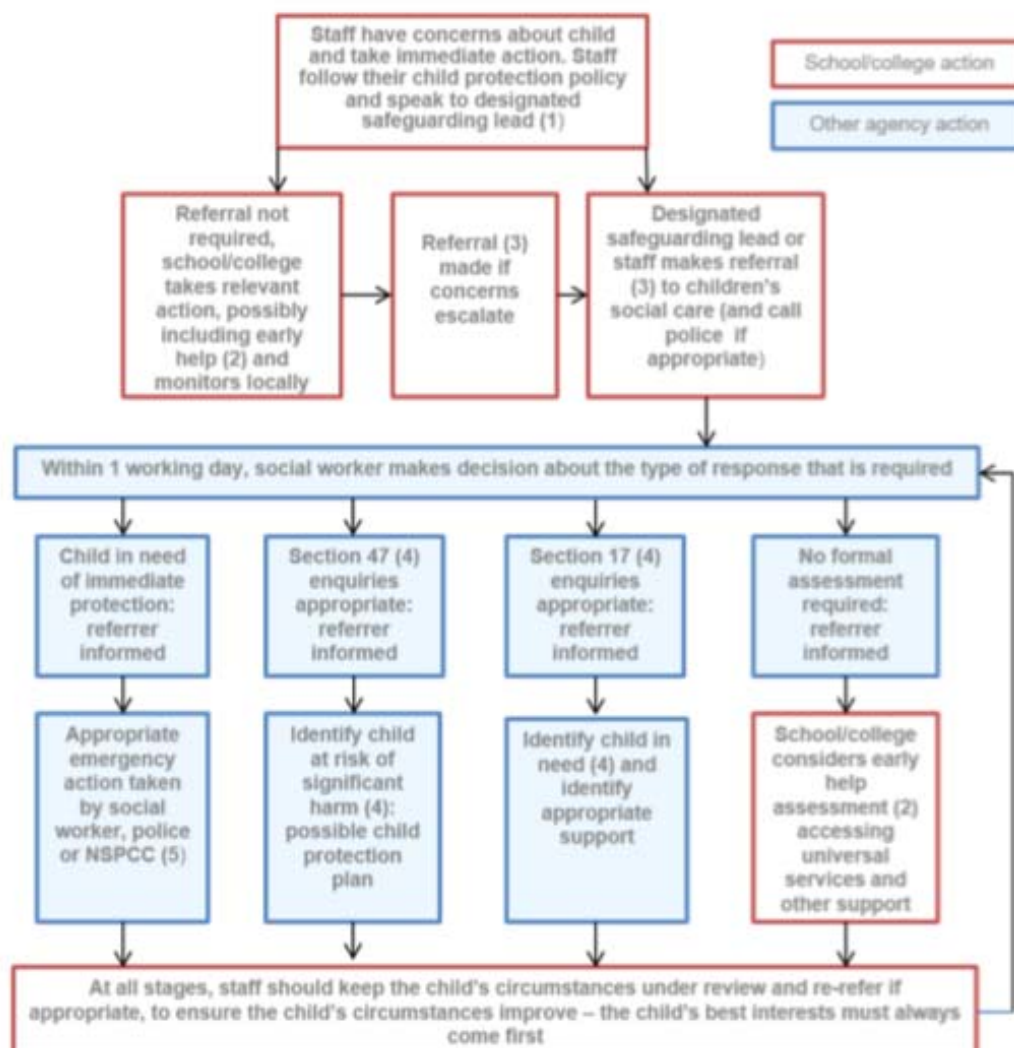 Staff have concerns about child
and take immediate action. Staff
follow their child protection policy
and speak to designated
safeguarding lead (1)
School/college action
Other agency action
Referral not
required,
school/college
takes relevant
action, possibly
including early
help (2) and
monitors locally
Referral (3)
made if
concerns
escalate
Designated
safeguarding lead or
staff makes referral
(3) to children's
social care (and call
police if
appropriate)
Within 1 working day, social worker makes decision about the type of response that is required
Child in need
of immediate
protection:
referrer
informed
Section 47 (4)
enquiries
appropriate:
referrer
informed
Section 17 (4)
enquiries
appropriate:
referrer
informed
No formal
assessment
required:
referrer
informed
Appropriate
emergency
action taken
by social
worker, police
or NSPCC (5)
Identify child
at risk of
significant
harm (4):
possible child
protection
plan
Identify child in
need (4) and
identify
appropriate
support
School/college
considers early
help
assessment (2)
accessing
universal
services and
other support
At all stages, staff should keep the child's circumstances under review and re-refer if
appropriate, to ensure the child's circumstances improve – the child's best interests must always
come first